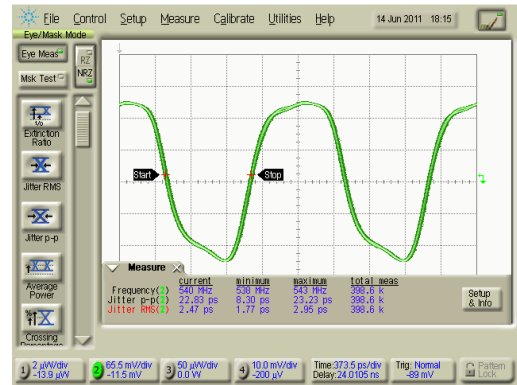 File Control Setup Measure Calibrate Utilities Help 14 Jun 2011 18:15
Eye/Mask Mode
Eye Meas
RZ
NRZ
Msk Test
Extinction
Ratio
Jitter RMS
Jitter p-p
Average
Power
Crossing
Start
Stop
Measure
current minimum maximum total meas
Frequency(2) 540 MHz 538 MHz 543 MHz 398.6 k
Jitter p-p(2) 22.83 ps 8.30 ps 23.23 ps 398.6 k
Jitter RMS(2) 2.47 ps 1.77 ps 2.95 ps 398.6 k
Setup
& Info
1 2 µW/div
-13.9 µW
2 65.5 mV/div
-11.5 mV
3 50 µW/div
0.0 W
4 10.0 mV/div
-200 µV
Time:373.5 ps/div
Delay:24.0105 ns
Trig: Normal
-89 mV
Pattern
Lock